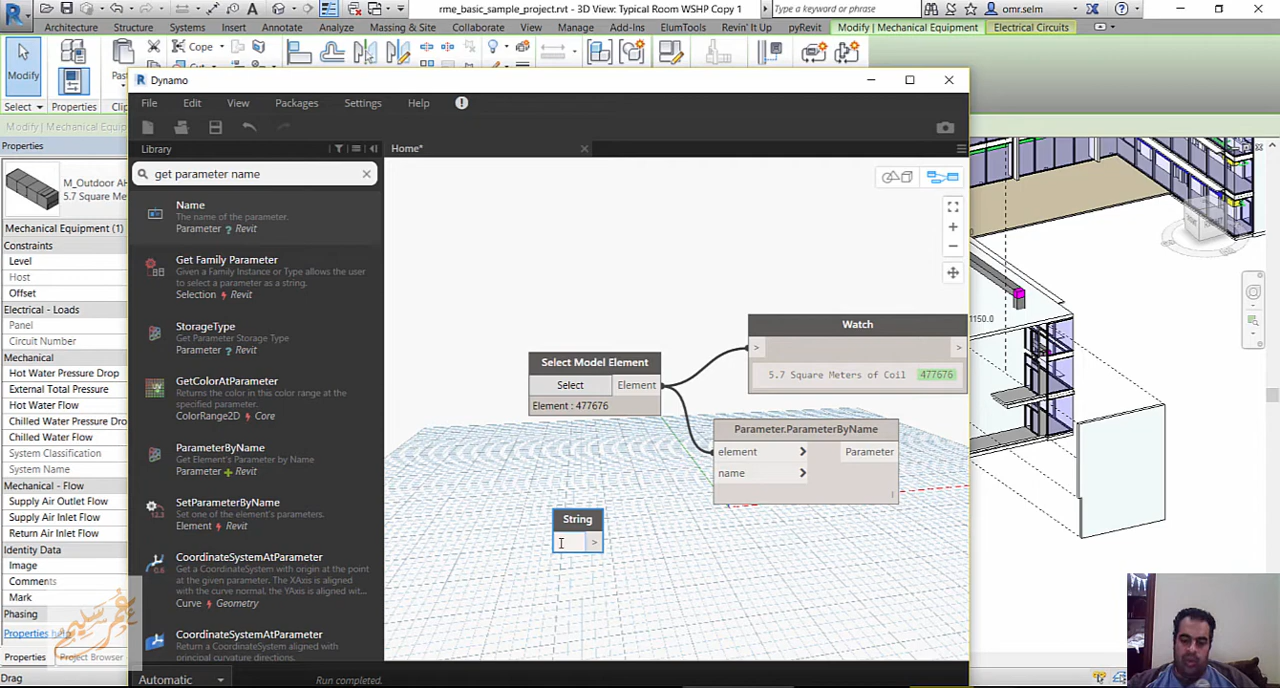 rme_basic_sample_project.rvt - 3D View: Typical Room WSHP Copy 1
Type a keyword or phrase
omr.selm
Architecture Structure Systems Insert Annotate Analyze Massing & Site Collaborate View Manage Add-Ins ElumTools Revin' It Up pyRevit Modify | Mechanical Equipment Electrical Circuits
Modify
Cope
Select Properties
Modify | Mechanical Equip
Dynamo
File Edit View Packages Settings Help
Library
Home*
get parameter name
Name
The name of the parameter.
Parameter ? Revit
Get Family Parameter
Given a Family Instance or Type allows the user
to select a parameter as a string.
Selection Revit
StorageType
Get Parameter Storage Type
Parameter ? Revit
GetColorAtParameter
Returns the color in this color range at the
specified parameter.
ColorRange2D Core
ParameterByName
Get Element's Parameter by Name
Parameter + Revit
SetParameterByName
Set one of the element's parameters.
Element Revit
CoordinateSystemAtParameter
Get a CoordinateSystem with origin at the point
at the given parameter. The XAxis is aligned
with the curve normal, the YAxis is aligned wit...
Curve Geometry
CoordinateSystemAtParameter
Return a CoordinateSystem aligned with
principal curvature directions.
Automatic
Run completed.
Select Model Element
Select Element
Element : 477676
Watch
> >
5.7 Square Meters of Coil 477676
Parameter.ParameterByName
element > Parameter
name >
String
>
Properties
M_Outdoor AH
5.7 Square Mete
Mechanical Equipment (1)
Constraints
Level
Host
Offset
Electrical - Loads
Panel
Circuit Number
Mechanical
Hot Water Pressure Drop
External Total Pressure
Hot Water Flow
Chilled Water Pressure Drop
Chilled Water Flow
System Classification
System Name
Mechanical - Flow
Supply Air Outlet Flow
Supply Air Inlet Flow
Return Air Inlet Flow
Identity Data
Image
Comments
Mark
Phasing
Properties help
Properties Project Browser
Drag
1150.0
عمر سليم